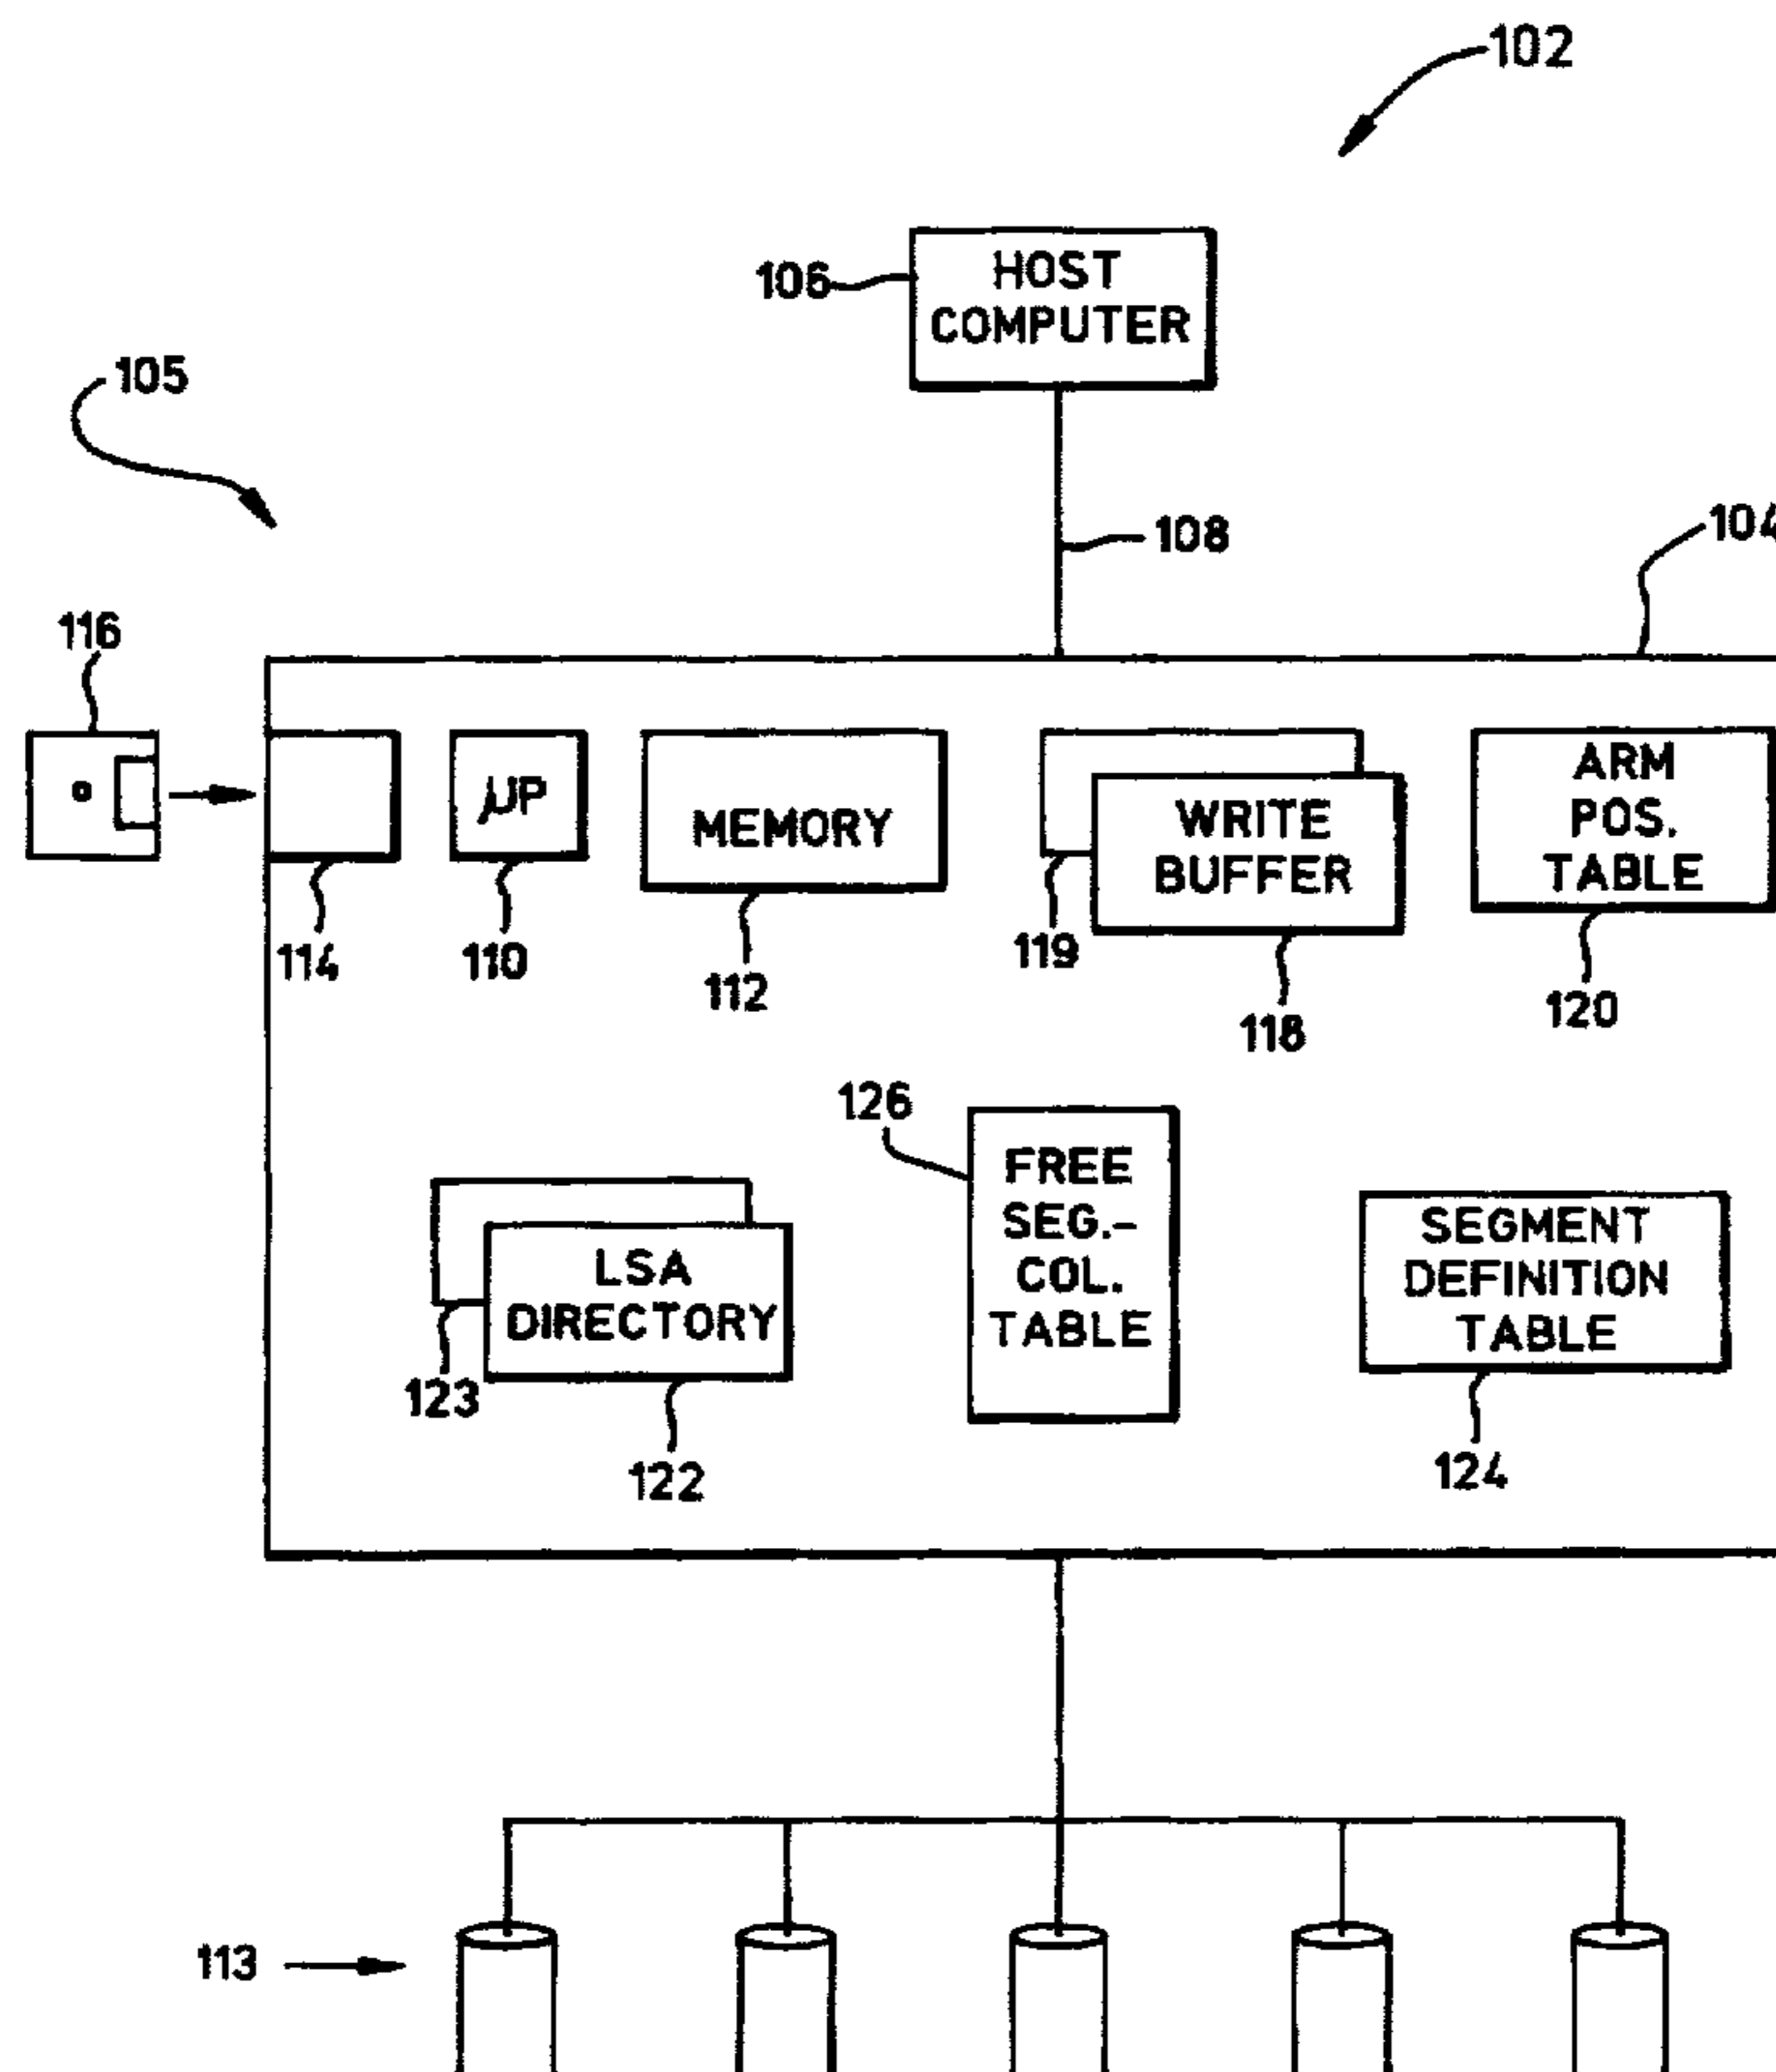 102
HOST
COMPUTER
106
105
108
104
116
μP
MEMORY
WRITE
BUFFER
ARM
POS.
TABLE
114
110
112
119
118
120
126
FREE
SEG.-
COL.
TABLE
LSA
DIRECTORY
SEGMENT
DEFINITION
TABLE
123
122
124
113